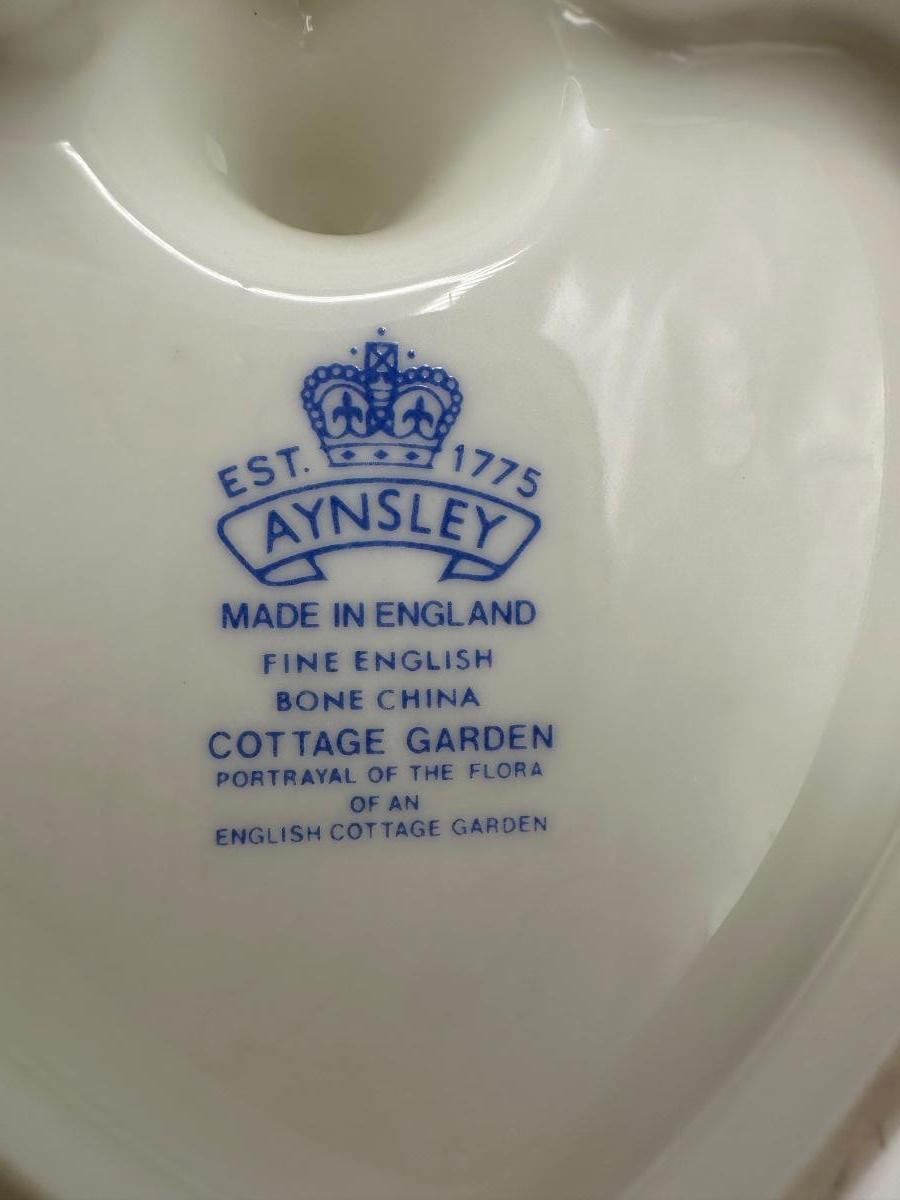 EST. 1775
AYNSLEY
MADE IN ENGLAND
FINE ENGLISH
BONE CHINA
COTTAGE GARDEN
PORTRAYAL OF THE FLORA
OF AN
ENGLISH COTTAGE GARDEN